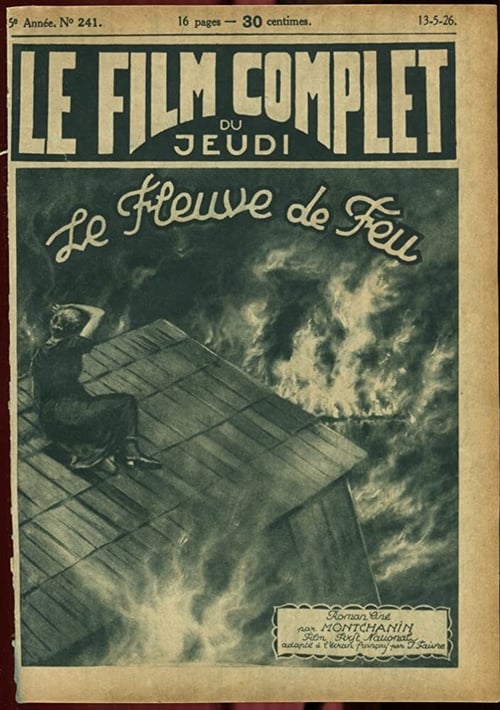 5e Année. No 241. 16 pages — 30 centimes. 13-5-26.
LE FILM COMPLET
DU
JEUDI
Le Fleuve de Feu
Roman Ciné
par MONTCHANIN
Film First National
adapté à l'écran français par J. Faivre